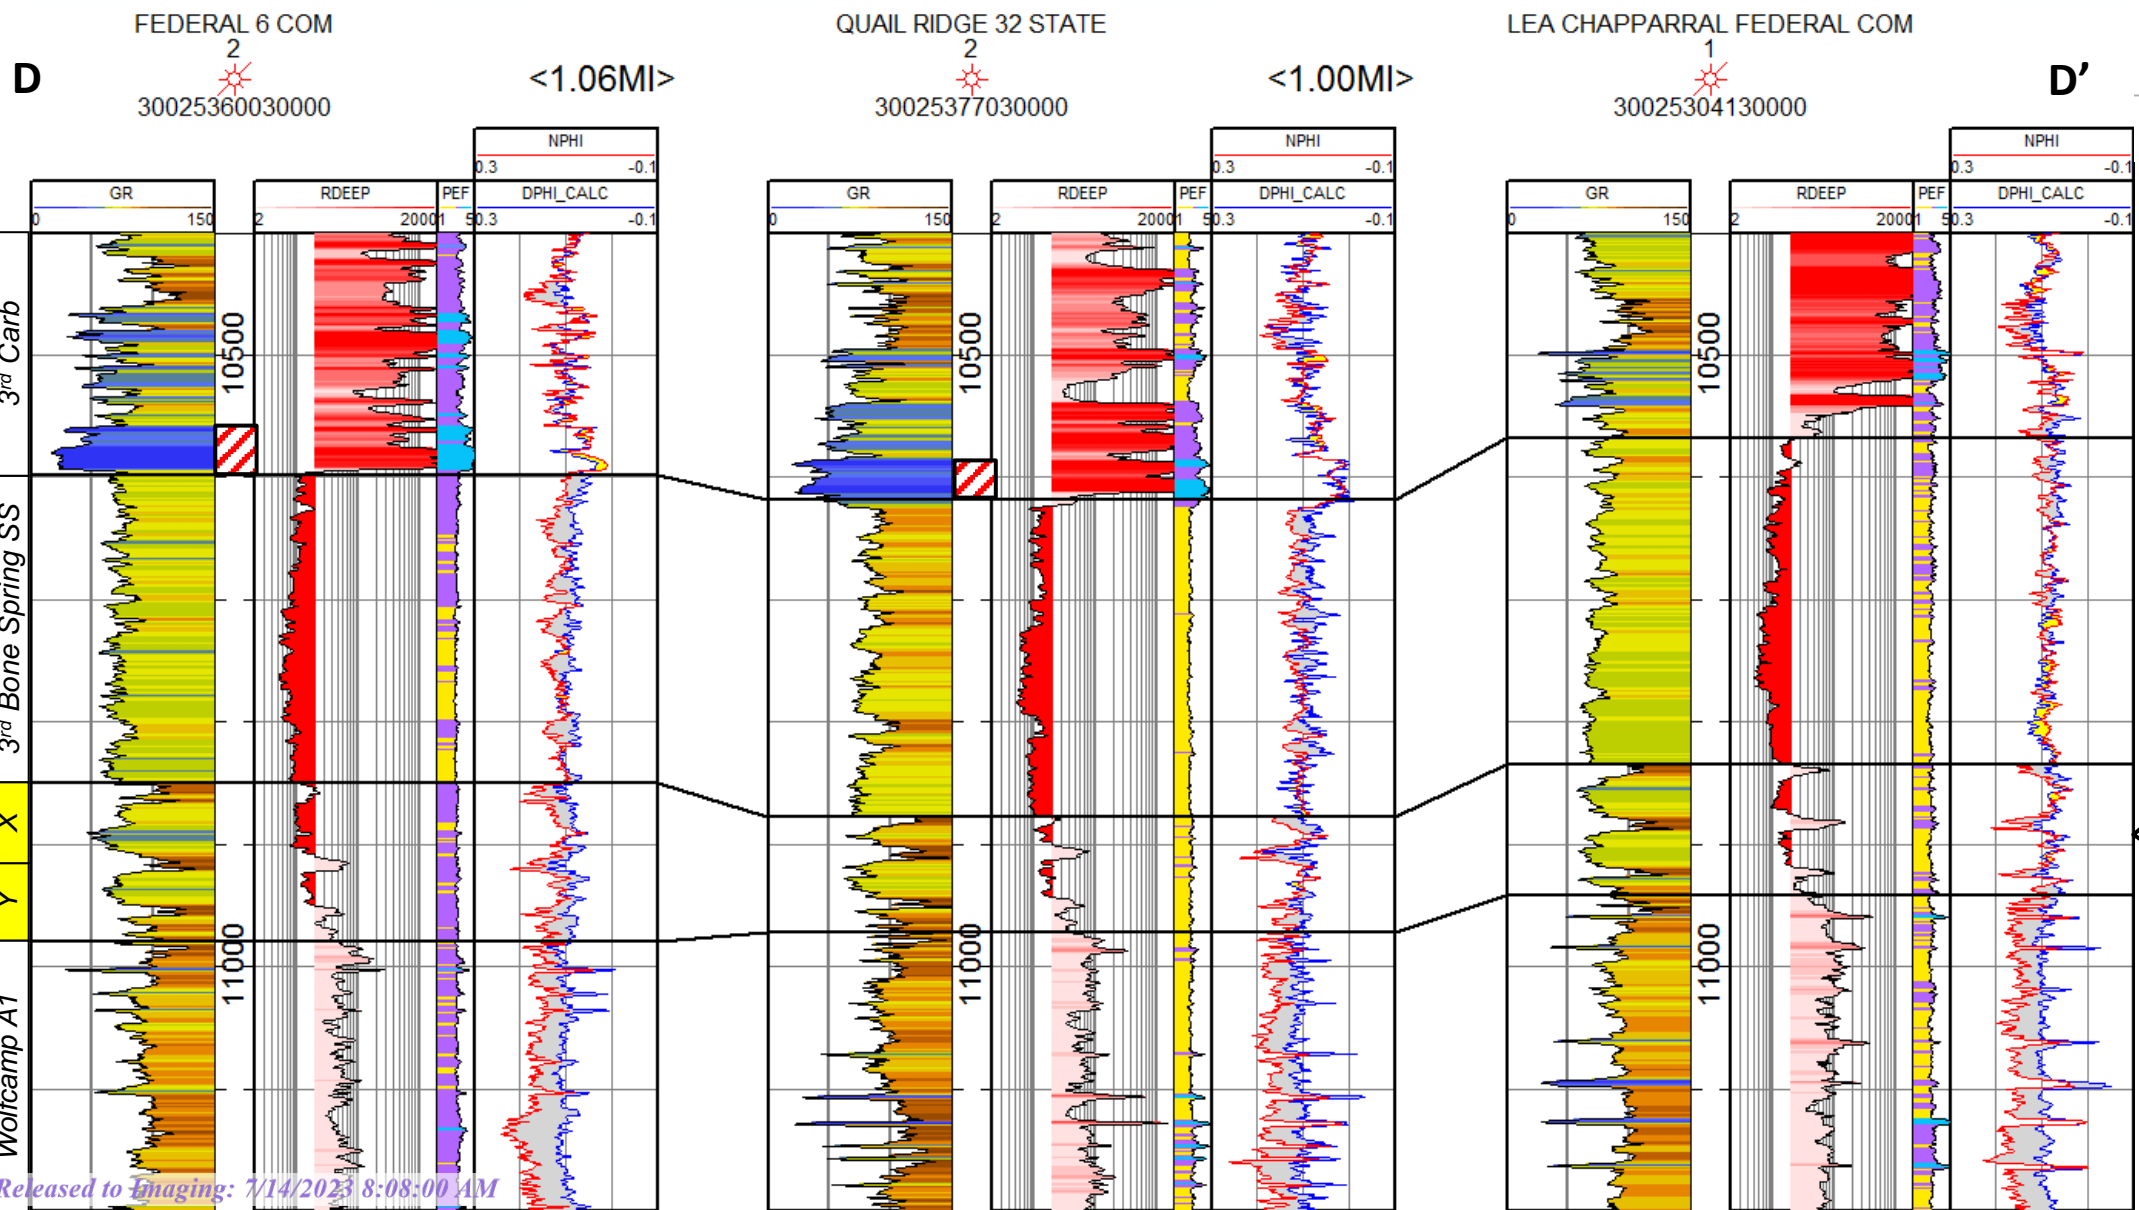 FEDERAL 6 COM
2
300253600300000
QUAIL RIDGE 32 STATE
2
30025377030000
LEA CHAPPARRAL FEDERAL COM
1
30025304130000
D
<1.06MI>
<1.00MI>
D’
NPHI
0.3 -0.1
GR
0 150
RDEEP
2 2000
PEF
1 5
DPHI_CALC
0.3 -0.1
NPHI
0.3 -0.1
GR
0 150
RDEEP
2 2000
PEF
1 5
DPHI_CALC
0.3 -0.1
NPHI
0.3 -0.1
GR
0 150
RDEEP
2 2000
PEF
1 5
DPHI_CALC
0.3 -0.1
3rd Carb
3rd Bone Spring SS
X
Y
Wolfcamp A1
10500
11000
10500
11000
10500
11000
Released to Imaging: 7/14/2023 8:08:00 AM